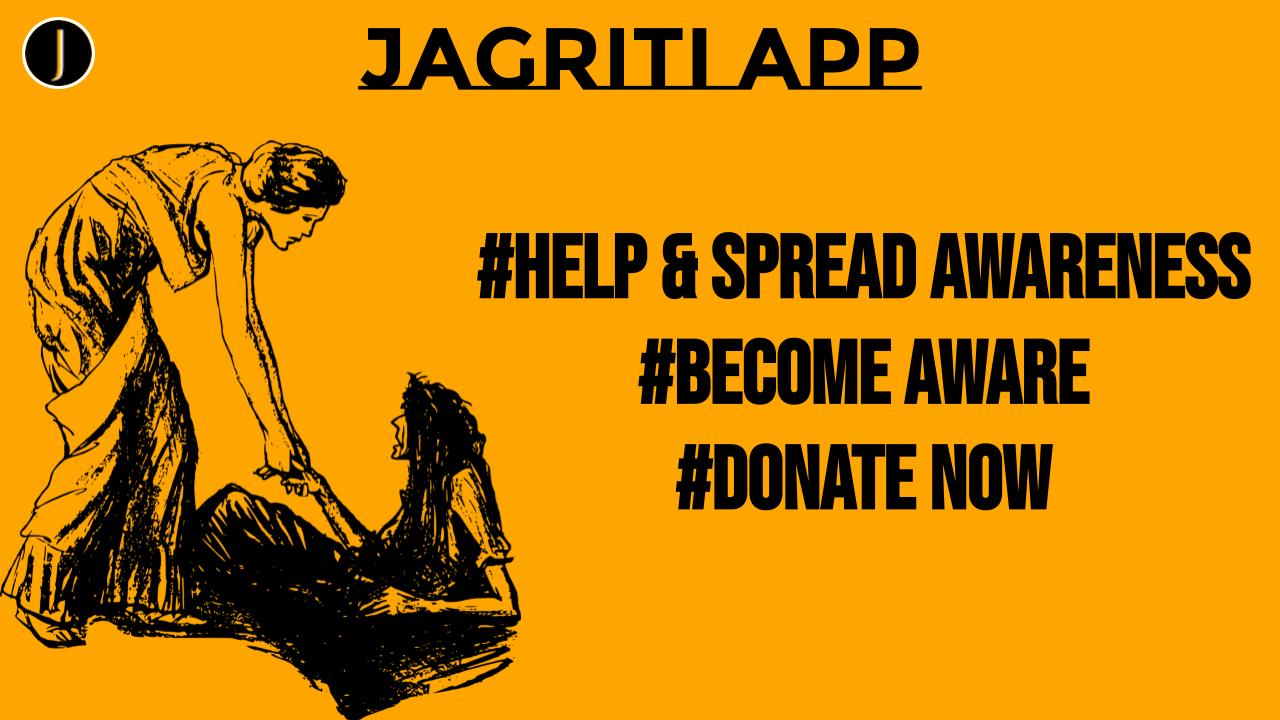 J
JAGRITI APP
#HELP & SPREAD AWARENESS
#BECOME AWARE
#DONATE NOW